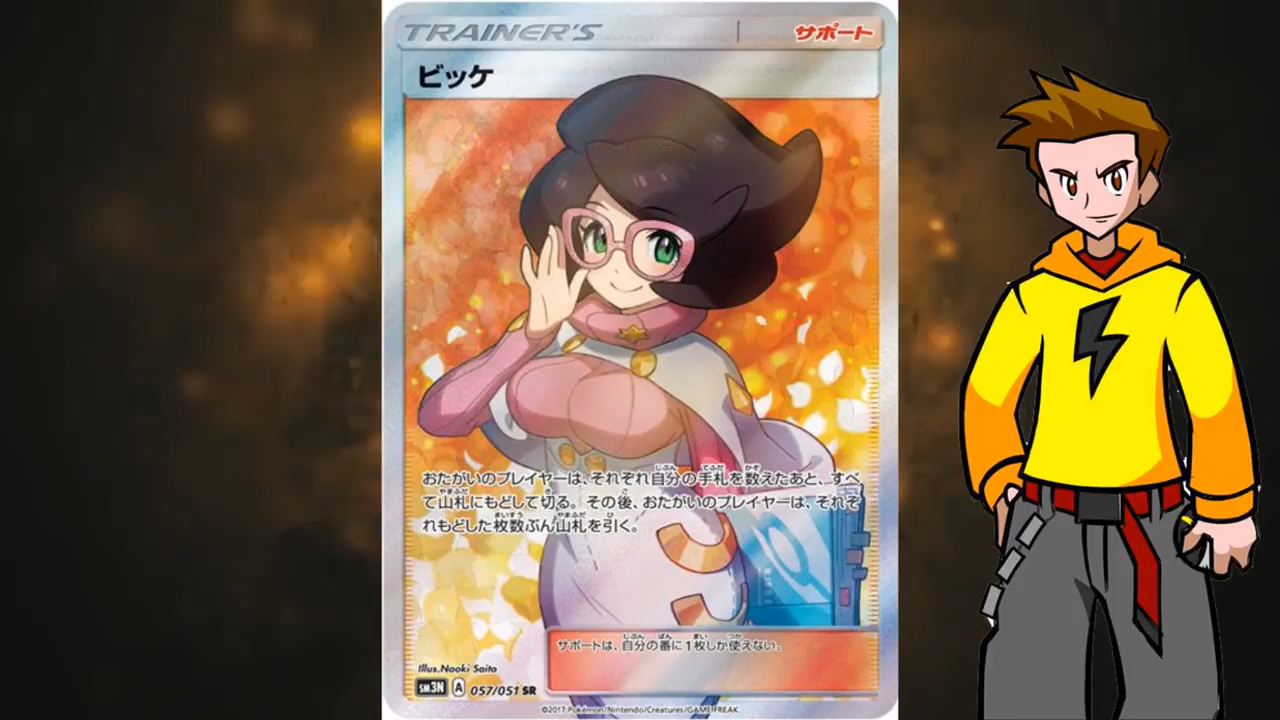 TRAINER'S
サポート
ビッケ
おたがいのプレイヤーは、それぞれ自分の手札を数えたあと、すべ
て山札にもどして切る。その後、おたがいのプレイヤーは、それぞ
れもどした枚数ぶん山札を引く。
サポートは、自分の番に1枚しか使えない。
Illus. Naoki Saito
SM3N A 057/051 SR
©2017 Pokémon/Nintendo/Creatures/GAME FREAK.